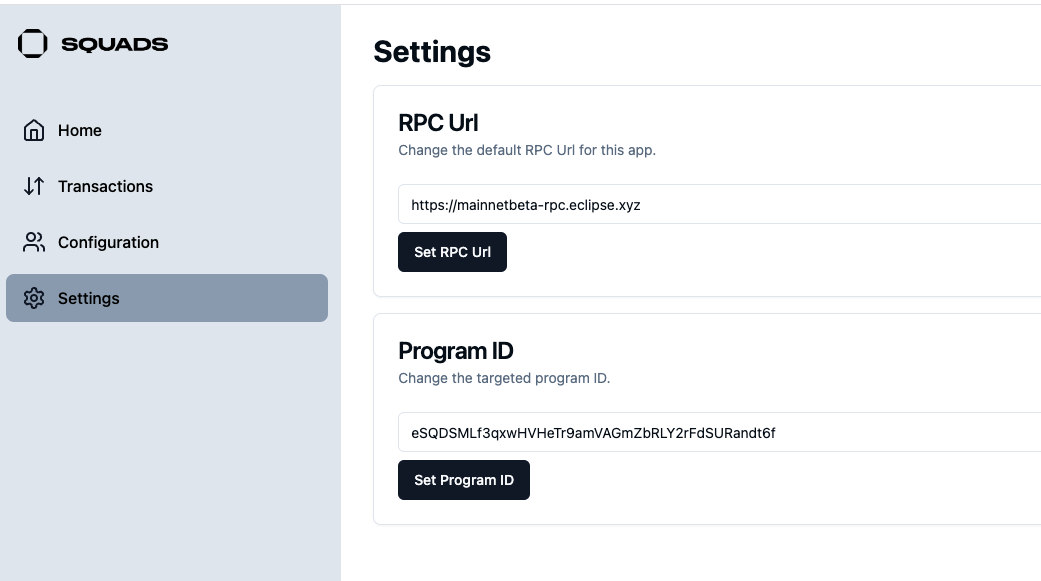 SQUADS
Home
Transactions
Configuration
Settings
Settings
RPC Url
Change the default RPC Url for this app.
https://mainnetbeta-rpc.eclipse.xyz
Set RPC Url
Program ID
Change the targeted program ID.
eSQDSMLf3qxwHVHeTr9amVAGmZbRLY2rFdSURandt6f
Set Program ID